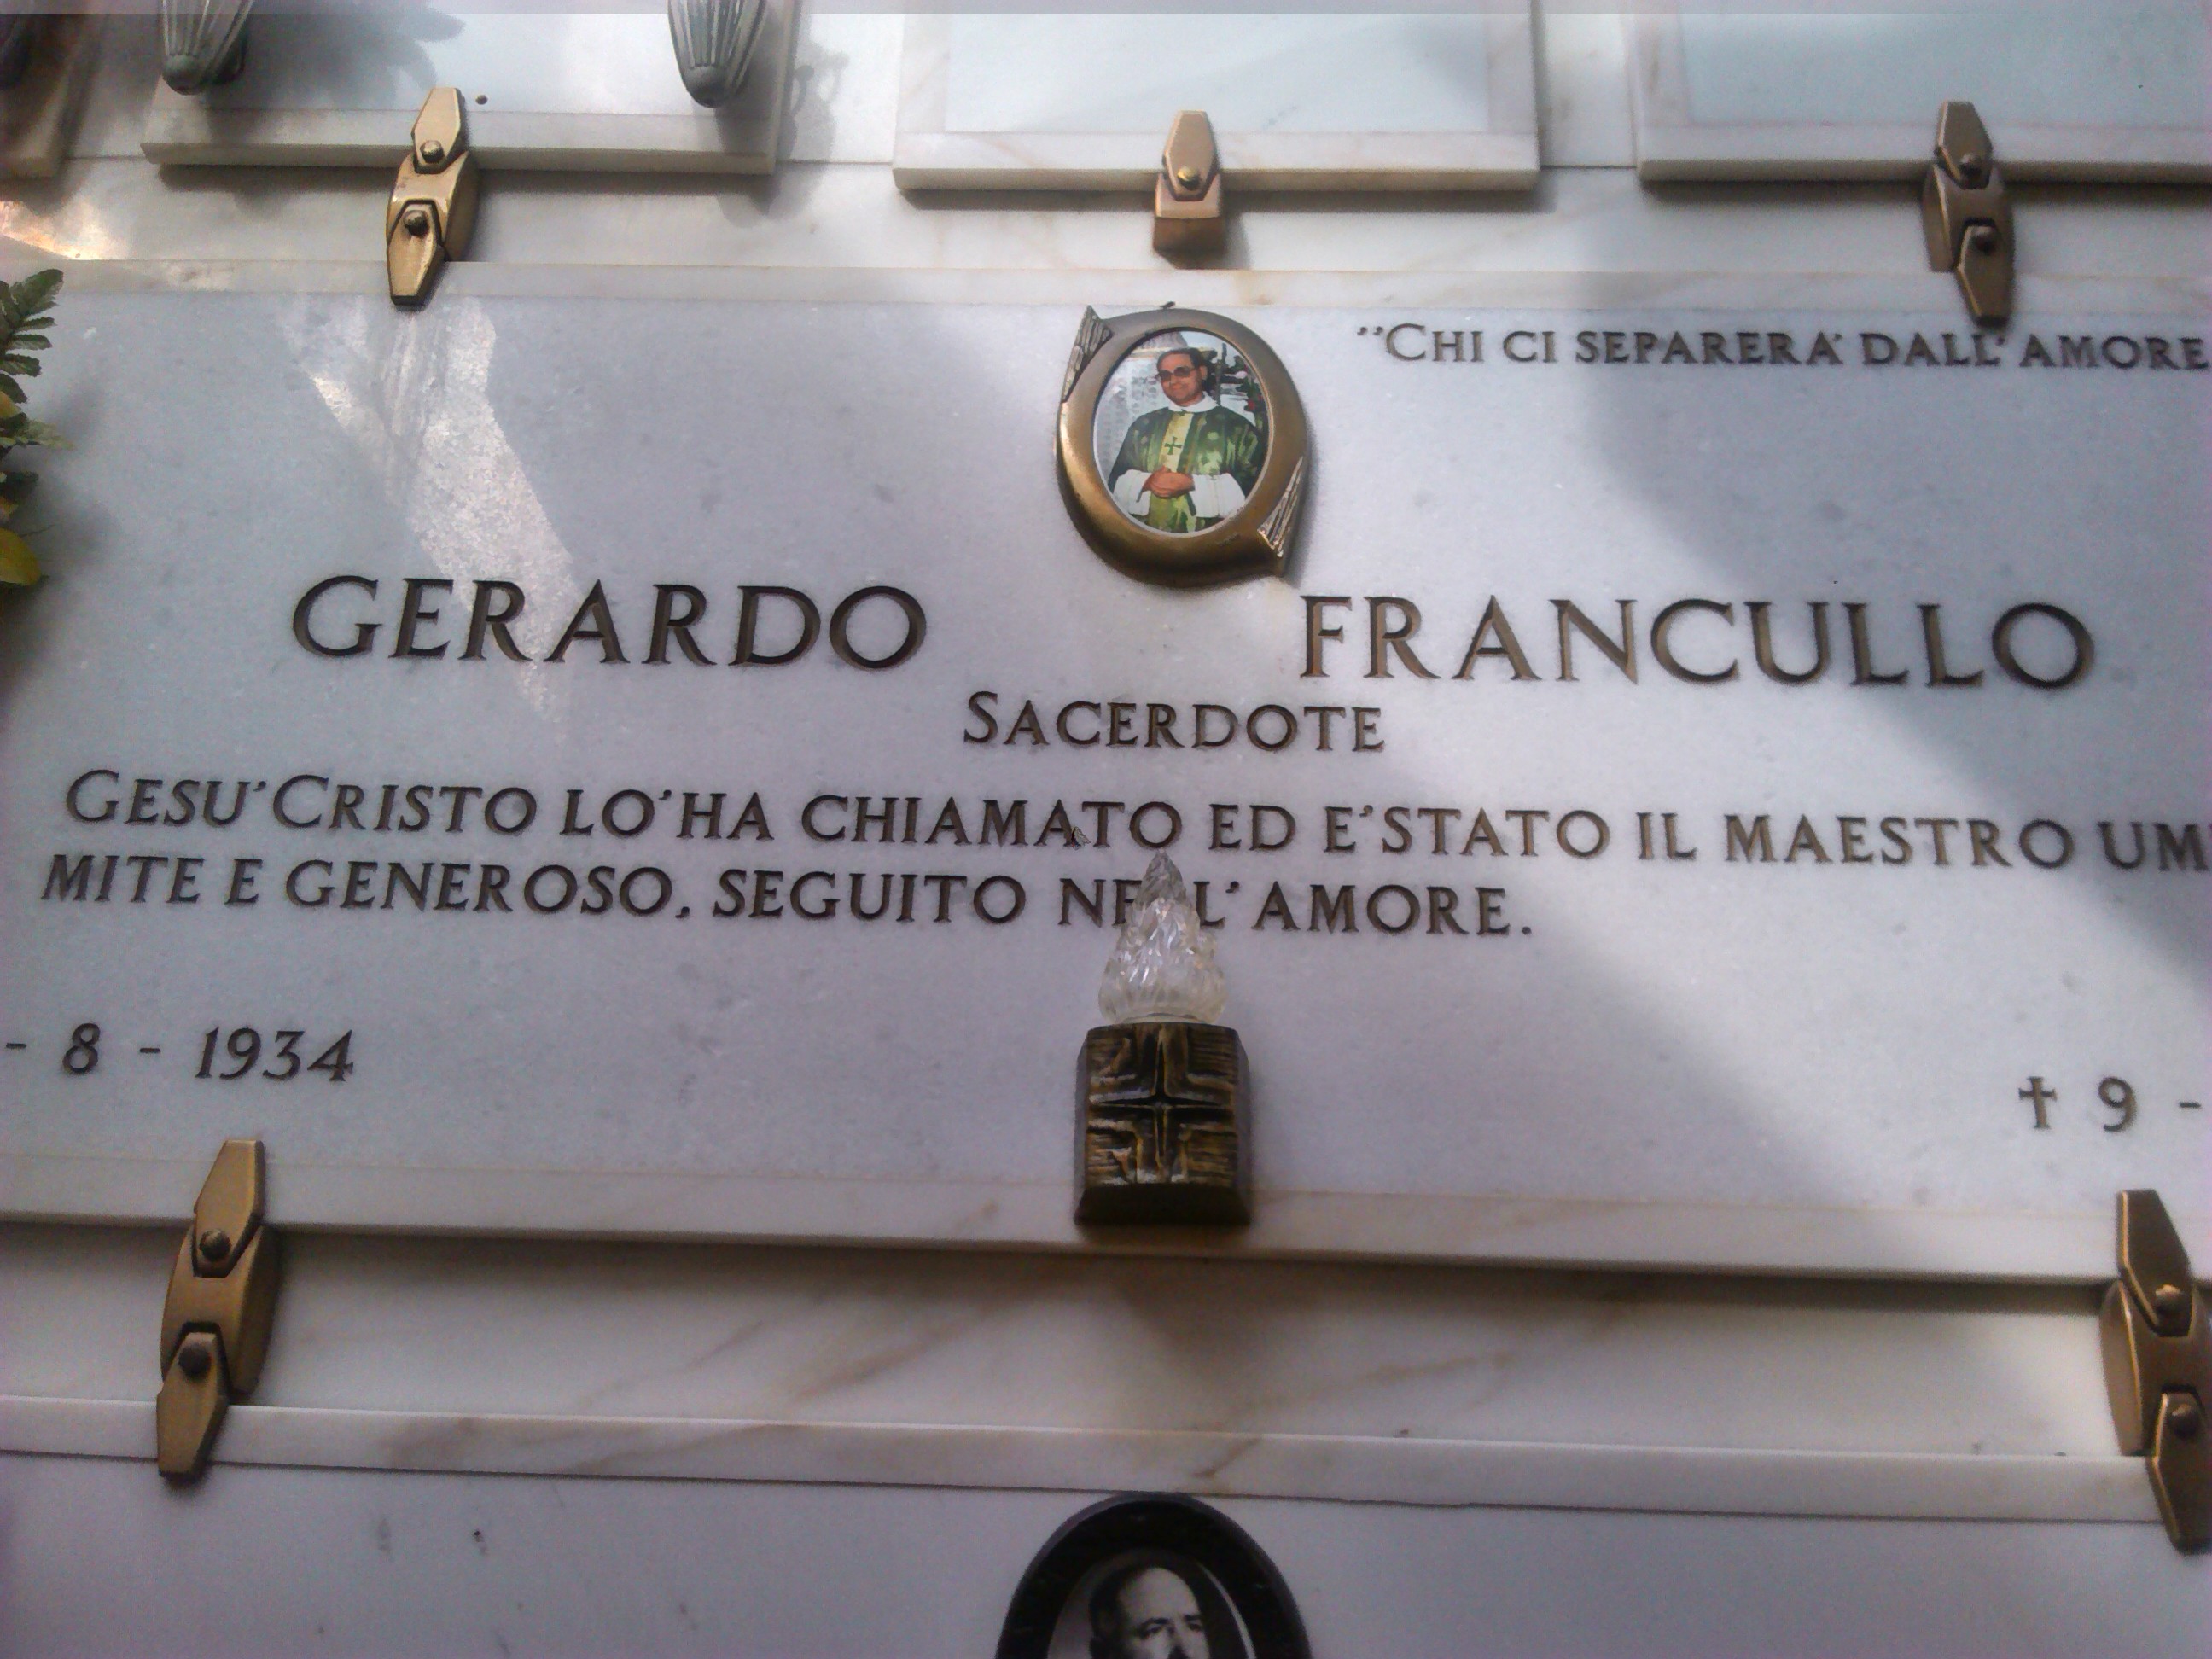 "CHI CI SEPARERA' DALL' AMORE
GERARDO FRANCULLO
SACERDOTE
GESU' CRISTO LO' HA CHIAMATO ED E' STATO IL MAESTRO UM
MITE E GENEROSO, SEGUITO NELL' AMORE.
- 8 - 1934
† 9 -